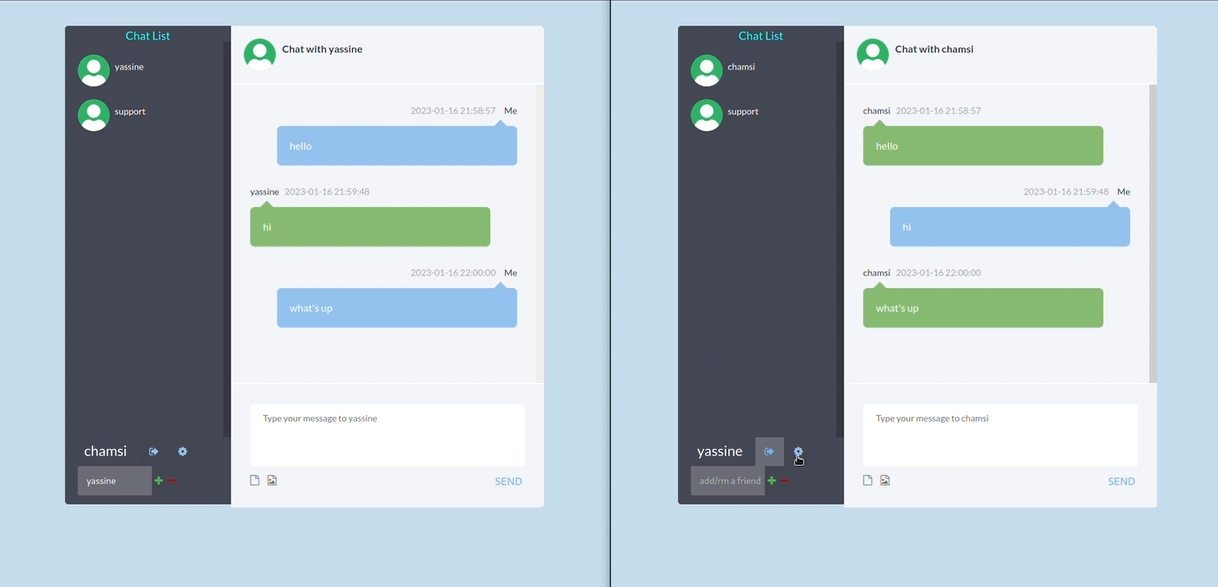 Chat List
yassine
support
chamsi
yassine
Chat with yassine
2023-01-16 21:58:57 Me
hello
yassine 2023-01-16 21:59:48
hi
2023-01-16 22:00:00 Me
what's up
Type your message to yassine
SEND
Chat List
chamsi
support
yassine
add/rm a friend
Chat with chamsi
chamsi 2023-01-16 21:58:57
hello
2023-01-16 21:59:48 Me
hi
chamsi 2023-01-16 22:00:00
what's up
Type your message to chamsi
SEND